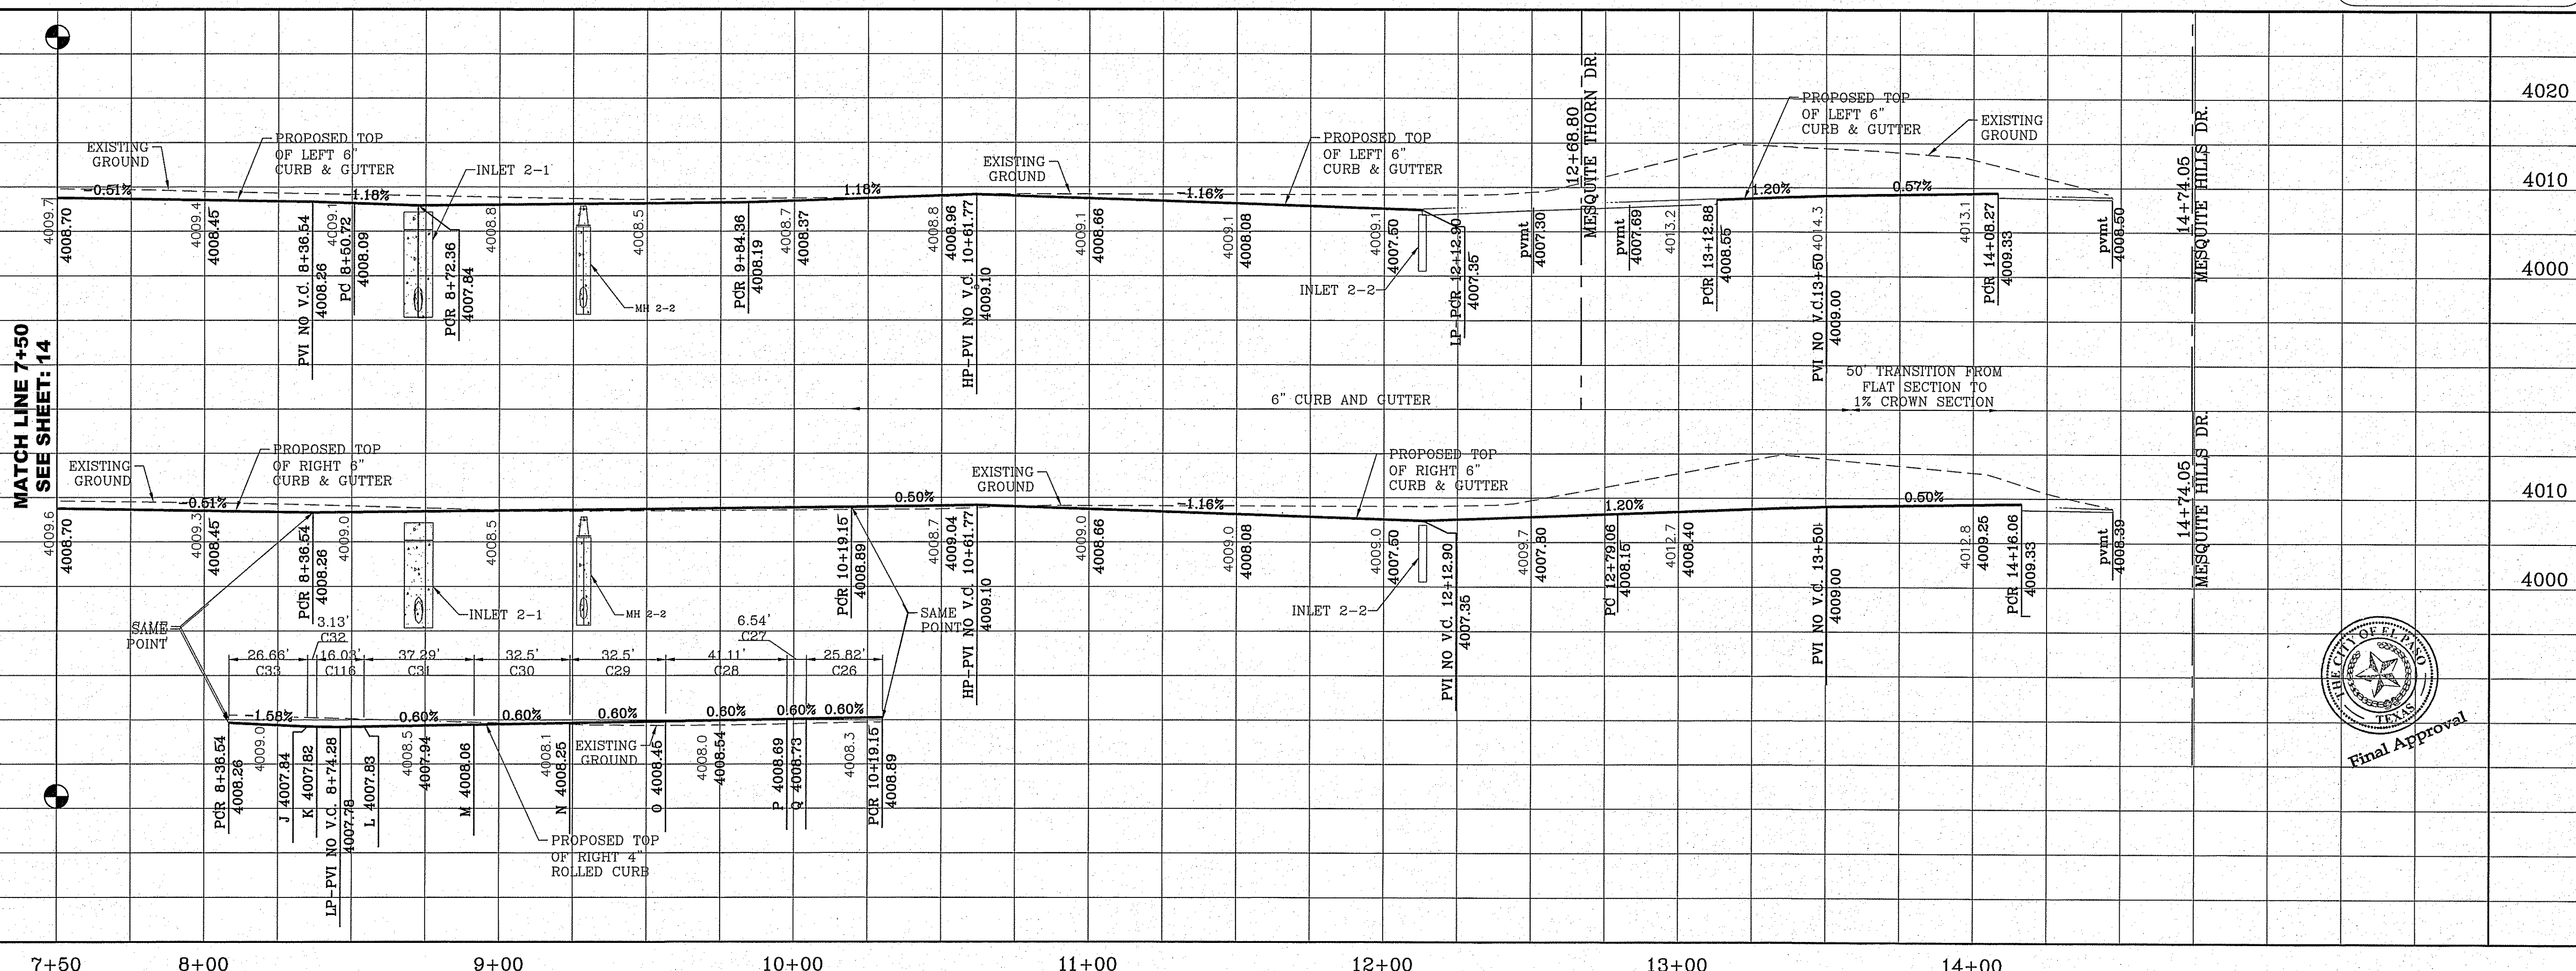 MATCH LINE 7+50
SEE SHEET: 14
EXISTING
GROUND
PROPOSED TOP
OF LEFT 6"
CURB & GUTTER
INLET 2-1
EXISTING
GROUND
PROPOSED TOP
OF LEFT 6"
CURB & GUTTER
12+68.80
MESQUITE THORN DR.
PROPOSED TOP
OF LEFT 6"
CURB & GUTTER
EXISTING
GROUND
14+74.05
MESQUITE HILLS DR.
4020
4010
4000
-0.51%
-1.18%
1.18%
-1.16%
1.20%
0.57%
4009.7
4008.70
4009.4
4008.45
PVI NO V.C. 8+36.54
4008.26
4009.1
PC 8+50.72
4008.09
PCR 8+72.36
4007.84
4008.8
MH 2-2
4008.5
PCR 9+84.36
4008.19
4008.7
4008.37
4008.8
4008.96
HP-PVI NO V.C. 10+61.77
4009.10
4009.1
4008.66
4009.1
4008.08
4009.1
4007.50
INLET 2-2
LP-PCR 12+12.90
4007.35
pvmt
4007.30
pvmt
4007.69
4013.2
PCR 13+12.88
4008.55
PVI NO V.C.13+50
4014.3
4009.00
4013.1
PCR 14+08.27
4009.33
pvmt
4008.50
6" CURB AND GUTTER
50' TRANSITION FROM
FLAT SECTION TO
1% CROWN SECTION
EXISTING
GROUND
PROPOSED TOP
OF RIGHT 6"
CURB & GUTTER
EXISTING
GROUND
PROPOSED TOP
OF RIGHT 6"
CURB & GUTTER
14+74.05
MESQUITE HILLS DR.
4010
4000
-0.51%
0.50%
-1.16%
1.20%
0.50%
4009.6
4008.70
4009.3
4008.45
PCR 8+36.54
4008.26
4009.0
INLET 2-1
4008.5
MH 2-2
PCR 10+19.15
4008.89
4008.7
4009.04
HP-PVI NO V.C. 10+61.77
4009.10
4009.0
4008.66
4009.0
4008.08
4009.0
4007.50
INLET 2-2
PVI NO V.C. 12+12.90
4007.35
4009.7
4007.80
PC 12+79.06
4008.15
4012.7
4008.40
PVI NO V.C. 13+50
4009.00
4012.8
4009.25
PCR 14+16.06
4009.33
pvmt
4008.39
SAME
POINT
SAME
POINT
26.66'
C33
3.13'
C32
16.03'
C116
37.29'
C31
32.5'
C30
32.5'
C29
41.11'
C28
6.54'
C27
25.82'
C26
-1.58%
0.60%
0.60%
0.60%
0.60%
0.60%
0.60%
PCR 8+36.54
4008.26
4009.0
J 4007.84
K 4007.82
LP-PVI NO V.C. 8+74.28
4007.78
L 4007.83
4008.5
4007.94
M 4008.06
4008.1
N 4008.25
EXISTING
GROUND
O 4008.45
4008.0
4008.54
P 4008.69
Q 4008.73
4008.3
PCR 10+19.15
4008.89
PROPOSED TOP
OF RIGHT 4"
ROLLED CURB
THE CITY OF EL PASO
TEXAS
Final Approval
7+50
8+00
9+00
10+00
11+00
12+00
13+00
14+00